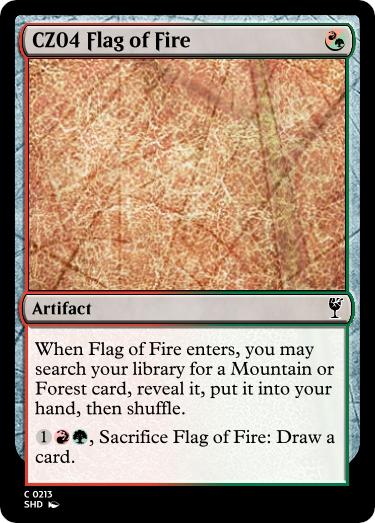 CZ04 Flag of Fire
Artifact
When Flag of Fire enters, you may
search your library for a Mountain or
Forest card, reveal it, put it into your
hand, then shuffle.
1, Sacrifice Flag of Fire: Draw a
card.
C 0213
SHD